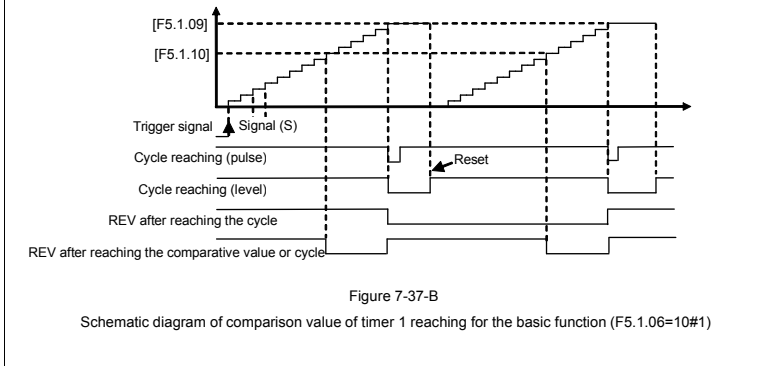 [F5.1.09]
[F5.1.10]
Trigger signal
Signal (S)
Cycle reaching (pulse)
Reset
Cycle reaching (level)
REV after reaching the cycle
REV after reaching the comparative value or cycle
Figure 7-37-B
Schematic diagram of comparison value of timer 1 reaching for the basic function (F5.1.06=10#1)